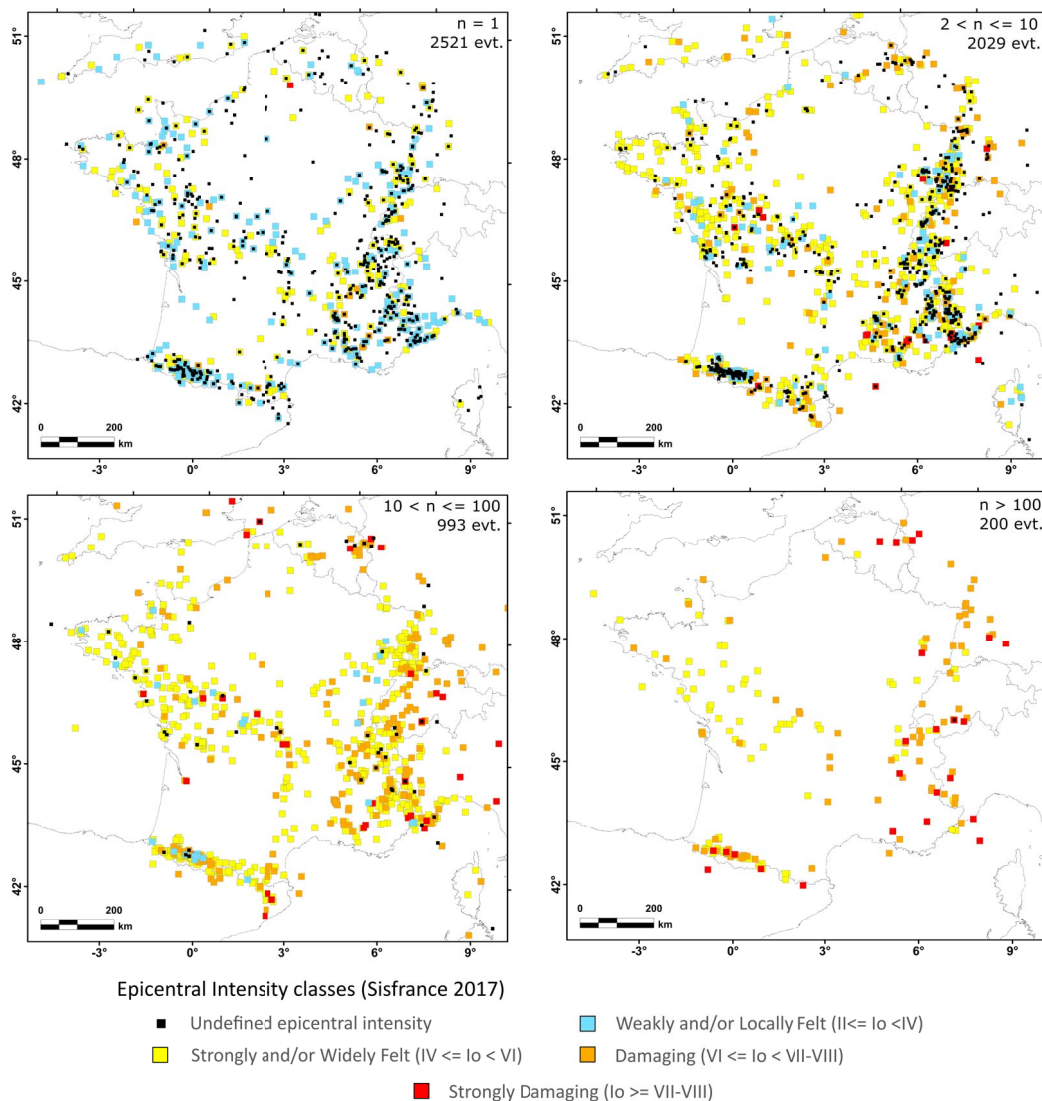 n = 1
2521 evt.
51°
48°
45°
42°
0 200
km
-3° 0° 3° 6° 9°
2 < n <= 10
2029 evt.
51°
48°
45°
42°
0 200
km
-3° 0° 3° 6° 9°
10 < n <= 100
993 evt.
51°
48°
45°
42°
0 200
km
-3° 0° 3° 6° 9°
n > 100
200 evt.
51°
48°
45°
42°
0 200
km
-3° 0° 3° 6° 9°
Epicentral Intensity classes (Sisfrance 2017)
Undefined epicentral intensity
Weakly and/or Locally Felt (II<= Io <IV)
Strongly and/or Widely Felt (IV <= Io < VI)
Damaging (VI <= Io < VII-VIII)
Strongly Damaging (Io >= VII-VIII)